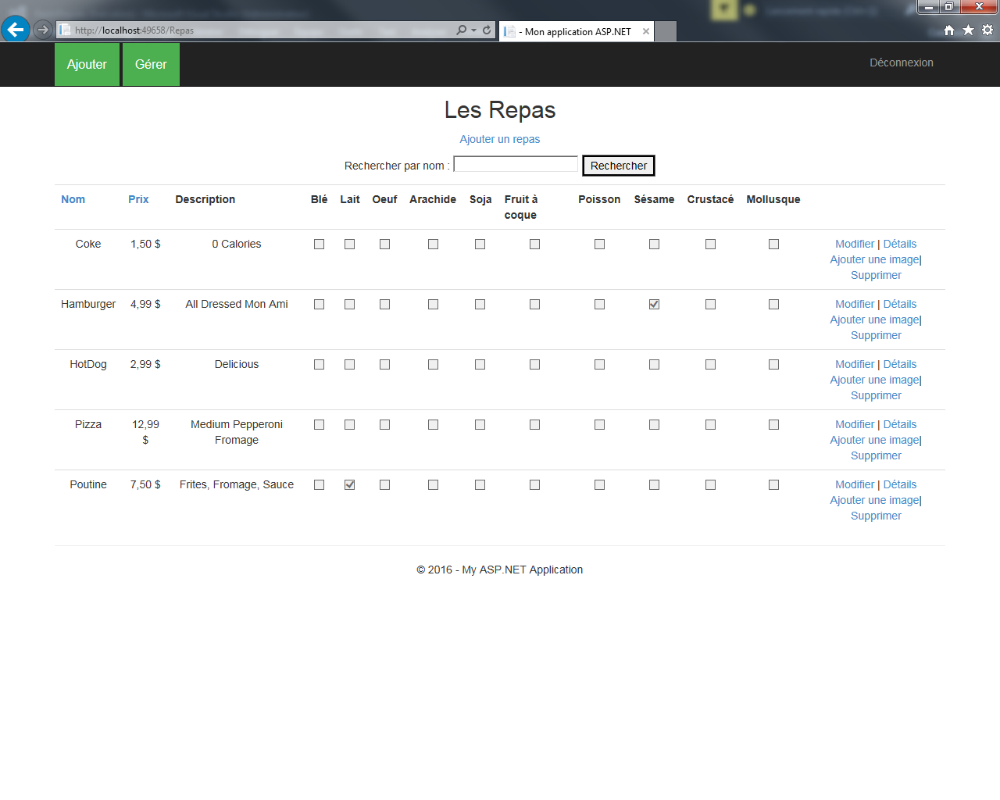 http://localhost:49658/Repas
- Mon application ASP.NET
Ajouter
Gérer
Déconnexion
Les Repas
Ajouter un repas
Rechercher par nom : Rechercher
Nom Prix Description Blé Lait Oeuf Arachide Soja Fruit à coque Poisson Sésame Crustacé Mollusque
Coke 1,50 $ 0 Calories Modifier | Détails
Ajouter une image|
Supprimer
Hamburger 4,99 $ All Dressed Mon Ami Modifier | Détails
Ajouter une image|
Supprimer
HotDog 2,99 $ Delicious Modifier | Détails
Ajouter une image|
Supprimer
Pizza 12,99 $ Medium Pepperoni Fromage Modifier | Détails
Ajouter une image|
Supprimer
Poutine 7,50 $ Frites, Fromage, Sauce Modifier | Détails
Ajouter une image|
Supprimer
© 2016 - My ASP.NET Application